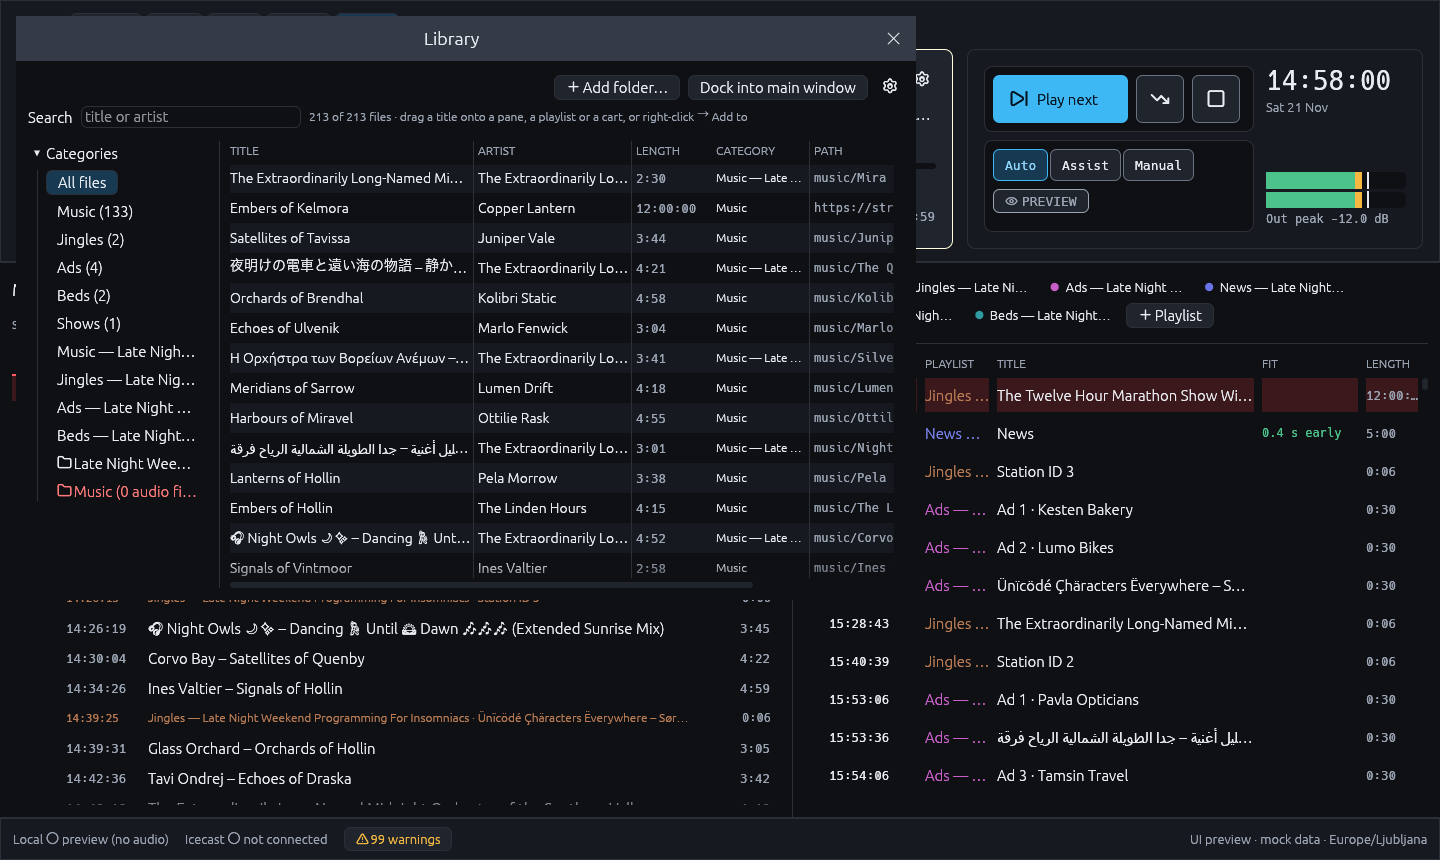 Library
+ Add folder…
Dock into main window
Search
title or artist
213 of 213 files · drag a title onto a pane, a playlist or a cart, or right-click → Add to
Categories
All files
Music (133)
Jingles (2)
Ads (4)
Beds (2)
Shows (1)
Music — Late Nigh…
Jingles — Late Nig…
Ads — Late Night …
Beds — Late Night…
Late Night Wee…
Music (0 audio fi…
TITLE ARTIST LENGTH CATEGORY PATH
The Extraordinarily Long-Named Mi… The Extraordinarily Lo… 2:30 Music — Late … music/Mira
Embers of Kelmora Copper Lantern 12:00:00 Music https://str
Satellites of Tavissa Juniper Vale 3:44 Music music/Junip
夜明けの電車と遠い海の物語 – 静か… The Extraordinarily Lo… 4:21 Music — Late … music/The Q
Orchards of Brendhal Kolibri Static 4:58 Music music/Kolib
Echoes of Ulvenik Marlo Fenwick 3:04 Music music/Marlo
Η Ορχήστρα των Βορείων Ανέμων –… The Extraordinarily Lo… 3:41 Music — Late … music/Silve
Meridians of Sarrow Lumen Drift 4:18 Music music/Lumen
Harbours of Miravel Ottilie Rask 4:55 Music music/Ottil
فرقة الرياح الشمالية الطويلة جدا – أغنية ليل… The Extraordinarily Lo… 3:01 Music — Late … music/Night
Lanterns of Hollin Pela Morrow 3:38 Music music/Pela
Embers of Hollin The Linden Hours 4:15 Music music/The L
🎧 Night Owls 🌙✨ – Dancing 💃 Unt… The Extraordinarily Lo… 4:52 Music — Late … music/Corvo
Signals of Vintmoor Ines Valtier 2:58 Music music/Ines
Play next
14:58:00
Sat 21 Nov
Auto
Assist
Manual
PREVIEW
:59
Out peak -12.0 dB
Jingles — Late Ni…
Ads — Late Night …
News — Late Night…
Nigh…
Beds — Late Night…
+ Playlist
PLAYLIST TITLE FIT LENGTH
Jingles … The Twelve Hour Marathon Show Wi… 12:00:…
News … News 0.4 s early 5:00
Jingles … Station ID 3 0:06
Ads — … Ad 1 · Kesten Bakery 0:30
Ads — … Ad 2 · Lumo Bikes 0:30
Ads — … Ünïcödé Çhäracters Ëverywhere – S… 0:30
15:28:43 Jingles … The Extraordinarily Long-Named Mi… 0:06
15:40:39 Jingles … Station ID 2 0:06
15:53:06 Ads — … Ad 1 · Pavla Opticians 0:30
15:53:36 Ads — … فرقة الرياح الشمالية الطويلة جدا – أغنية ليل… 0:30
15:54:06 Ads — … Ad 3 · Tamsin Travel 0:30
14:26:19 🎧 Night Owls 🌙✨ – Dancing 💃 Until 🌅 Dawn 🎶🎶🎶 (Extended Sunrise Mix) 3:45
14:30:04 Corvo Bay – Satellites of Quenby 4:22
14:34:26 Ines Valtier – Signals of Hollin 4:59
14:39:25 Jingles — Late Night Weekend Programming For Insomniacs · Ünïcödé Çhäracters Ëverywhere – Sør… 0:06
14:39:31 Glass Orchard – Orchards of Hollin 3:05
14:42:36 Tavi Ondrej – Echoes of Draska 3:42
Local preview (no audio)
Icecast not connected
99 warnings
UI preview · mock data · Europe/Ljubljana